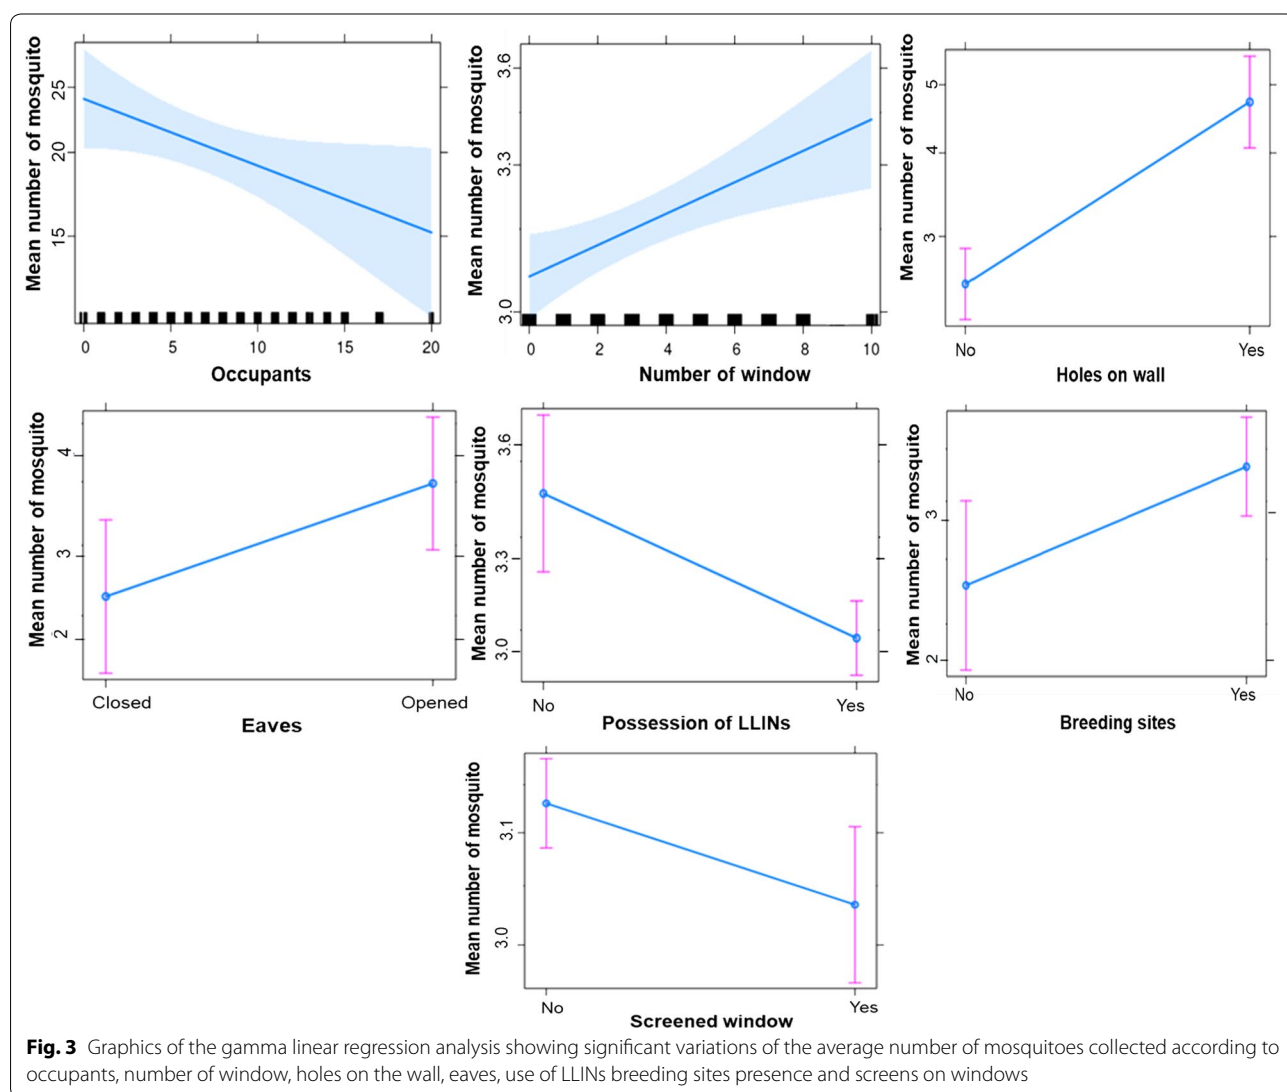 Mean number of mosquito
25
20
15
0 5 10 15 20
Occupants
Mean number of mosquito
3.6
3.3
3.0
0 2 4 6 8 10
Number of window
Mean number of mosquito
5
4
3
No Yes
Holes on wall
Mean number of mosquito
4
3
2
Closed Opened
Eaves
Mean number of mosquito
3.6
3.3
3.0
No Yes
Possession of LLINs
Mean number of mosquito
3
2
No Yes
Breeding sites
Mean number of mosquito
3.1
3.0
No Yes
Screened window
Fig. 3 Graphics of the gamma linear regression analysis showing significant variations of the average number of mosquitoes collected according to
occupants, number of window, holes on the wall, eaves, use of LLINs breeding sites presence and screens on windows